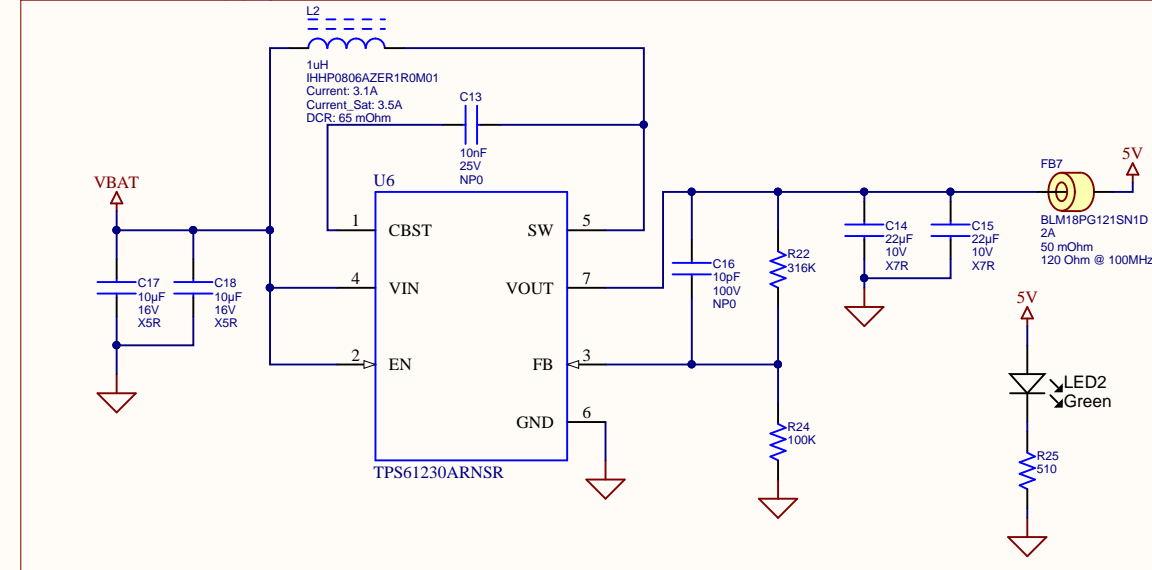 L2
1uH
IHHP0806AZER1R0M01
Current: 3.1A
Current_Sat: 3.5A
DCR: 65 mOhm
C13
10nF
25V
NP0
VBAT
C17
10µF
16V
X5R
C18
10µF
16V
X5R
U6
1 CBST
4 VIN
2 EN
SW 5
VOUT 7
FB 3
GND 6
TPS61230ARNSR
C16
10pF
100V
NP0
R22
316K
R24
100K
C14
22µF
10V
X7R
C15
22µF
10V
X7R
FB7
BLM18PG121SN1D
2A
50 mOhm
120 Ohm @ 100MHz
5V
5V
LED2
Green
R25
510